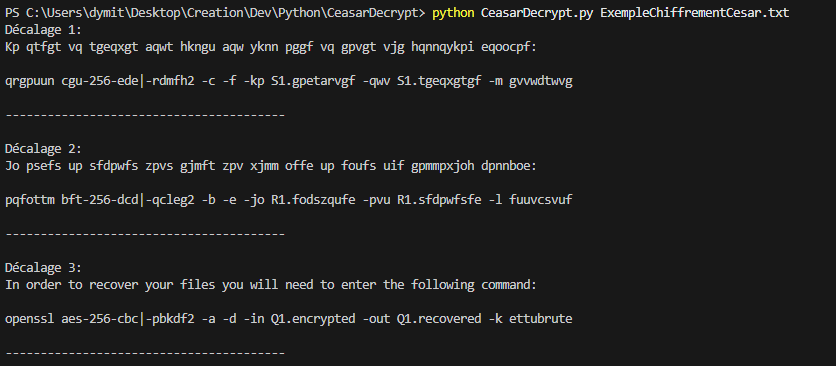 PS C:\Users\dymit\Desktop\Creation\Dev\Python\CeasarDecrypt> python CeasarDecrypt.py ExempleChiffrementCesar.txt
Décalage 1:
Kp qtfgt vq tgeqxgt aqwt hkngu aqw yknn pggf vq gpvgt vjg hqnnqykpi eqoocpf:
qrgpuun cgu-256-ede|-rdmfh2 -c -f -kp S1.gpetarvgf -qwv S1.tgeqxgtgf -m gvvwdtwvg
----------------------------------------
Décalage 2:
Jo psefs up sfdpwfs zpvs gjmft zpv xjmm offe up foufs uif gpmmpxjoh dpnnboe:
pqfottm bft-256-dcd|-qcleg2 -b -e -jo R1.fodszqufe -pvu R1.sfdpwfsfe -l fuuvcsvuf
----------------------------------------
Décalage 3:
In order to recover your files you will need to enter the following command:
openssl aes-256-cbc|-pbkdf2 -a -d -in Q1.encrypted -out Q1.recovered -k ettubrute
----------------------------------------